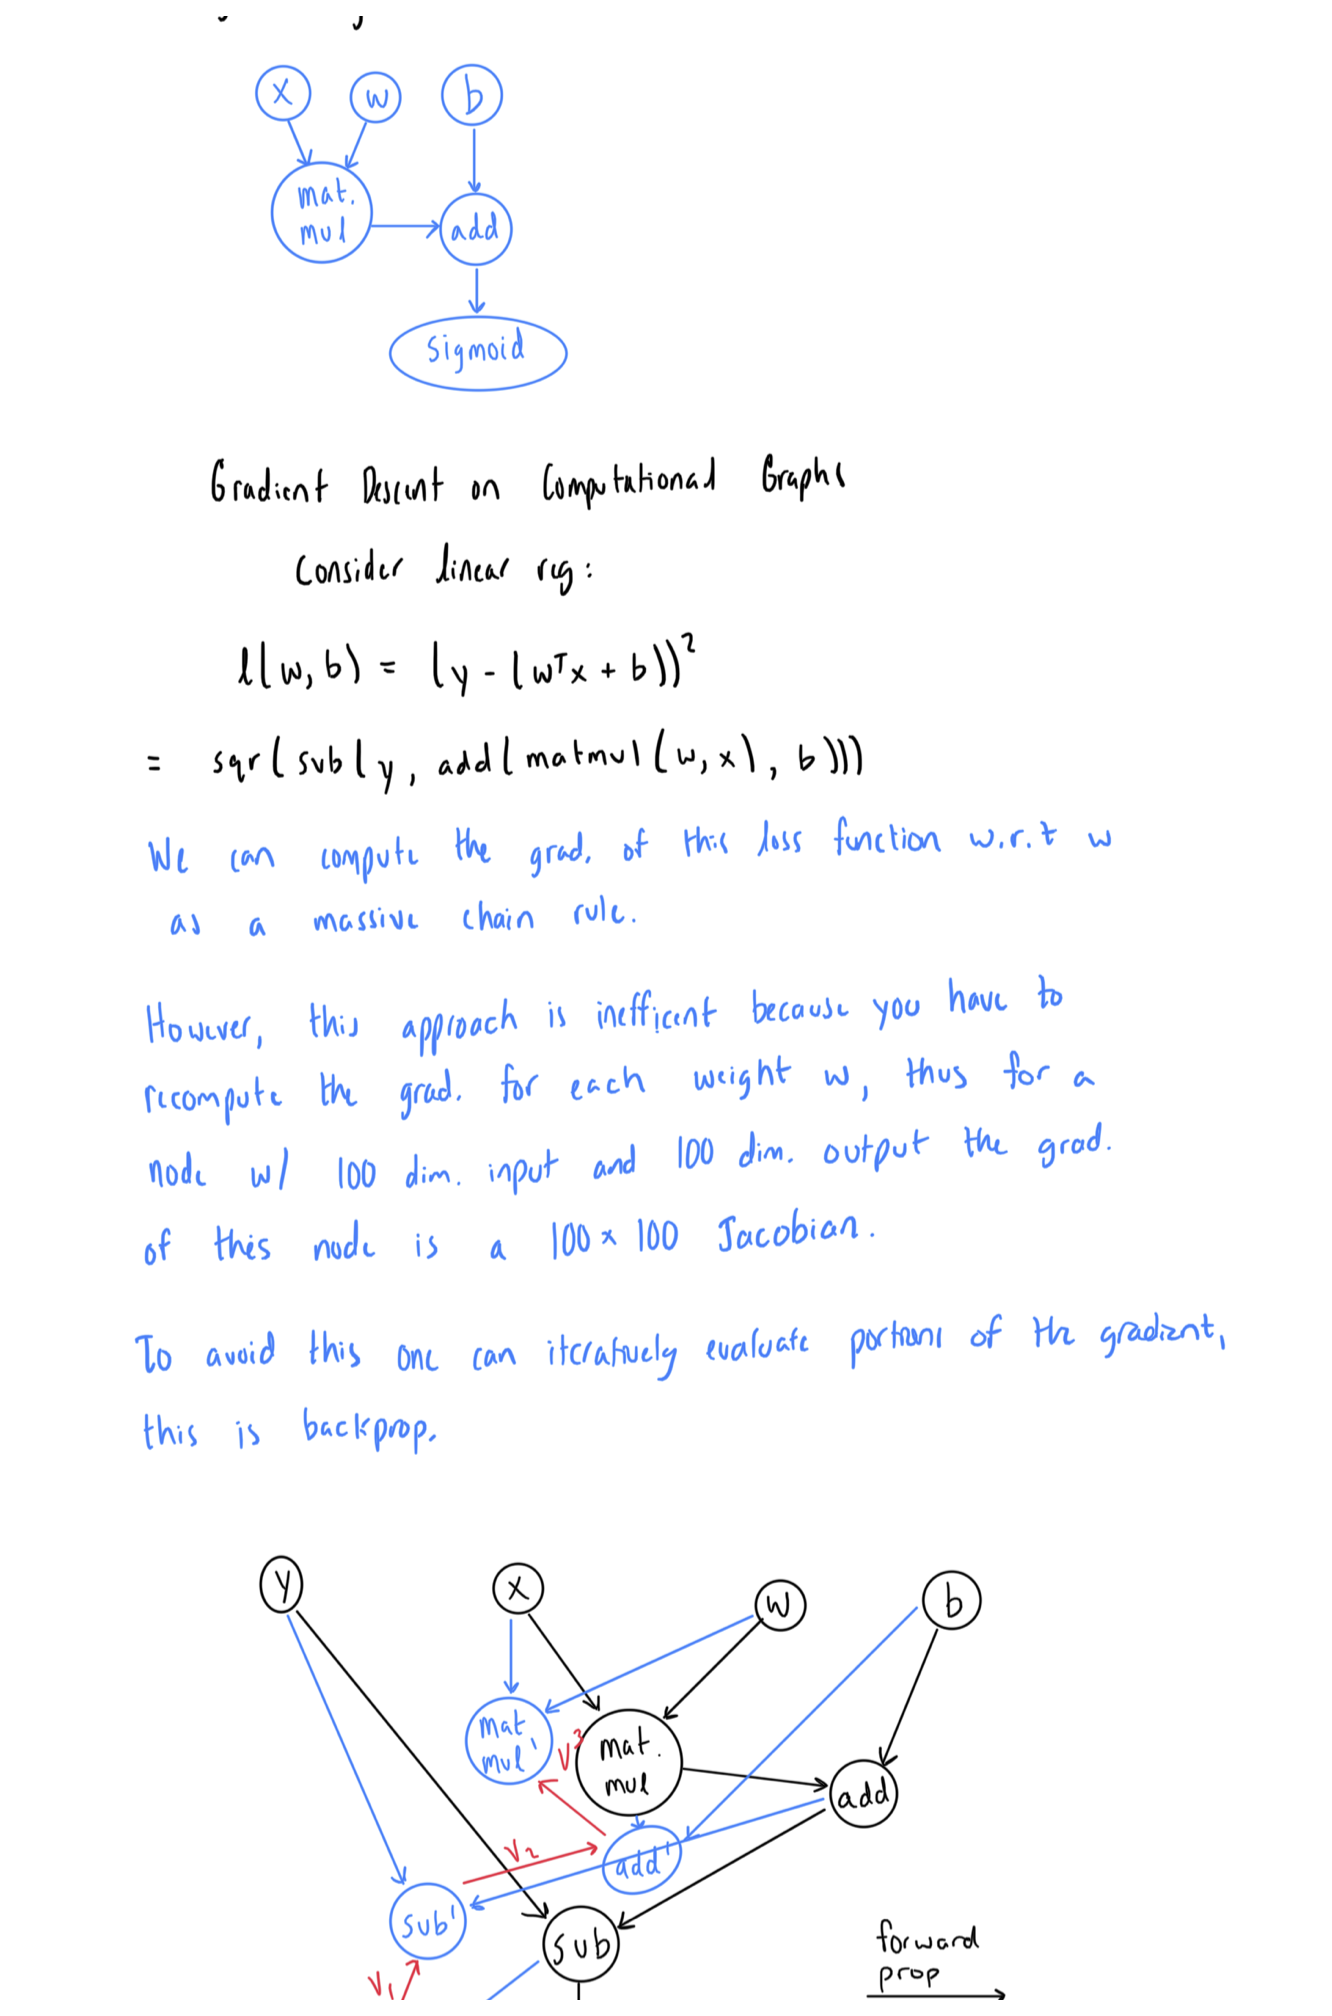 x w b
mat. mul
add
Sigmoid
Gradient Descent on Computational Graphs
Consider linear reg:
l(w, b) = (y - (wᵀx + b))²
= sqr(sub(y, add(matmul(w, x), b)))
We can compute the grad. of this loss function w.r.t w
as a massive chain rule.
However, this approach is inefficent because you have to
recompute the grad. for each weight w, thus for a
node w/ 100 dim. input and 100 dim. output the grad.
of this node is a 100 × 100 Jacobian.
To avoid this one can iteratively evaluate portions of the gradient,
this is backprop.
y x w b
mat mul' v³ mat. mul
add
v₂ add'
sub' sub
forward
v₁ prop